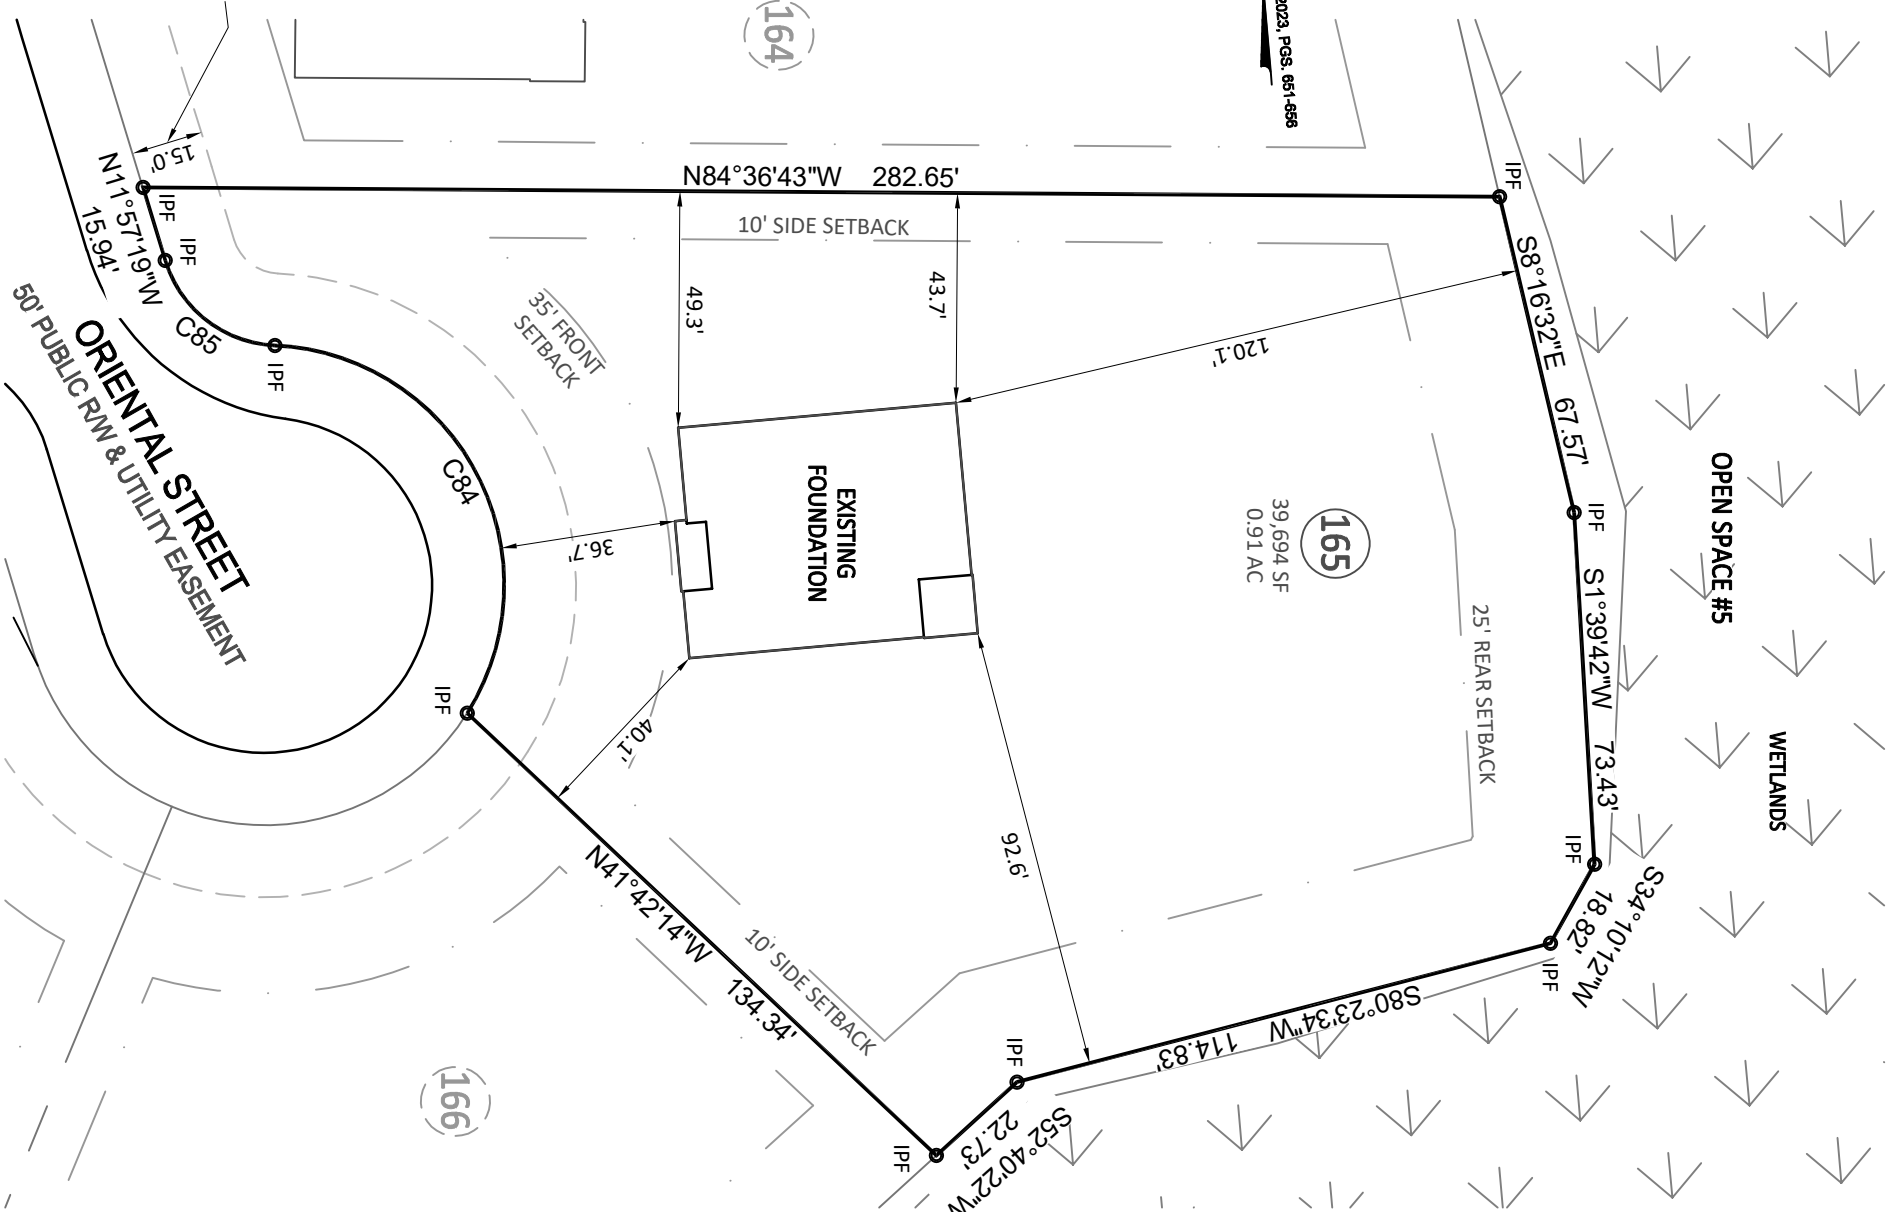 164
2023, PGS. 651-656
15.0'
N84°36'43"W 282.65'
10' SIDE SETBACK
IPF
N11°57'19"W
15.94'
IPF
IPF
C85
IPF
C84
ORIENTAL STREET
50' PUBLIC R/W & UTILITY EASEMENT
35' FRONT
SETBACK
49.3'
43.7'
120.1'
S8°16'32"E 67.57'
IPF
EXISTING
FOUNDATION
165
39,694 SF
0.91 AC
36.7'
40.1'
92.6'
25' REAR SETBACK
S1°39'42"W 73.43'
OPEN SPACE #5
WETLANDS
IPF
S34°10'12"W
18.82'
IPF
S80°23'34"W 114.83'
IPF
S52°40'22"W
22.73'
IPF
N41°42'14"W 134.34'
10' SIDE SETBACK
IPF
166